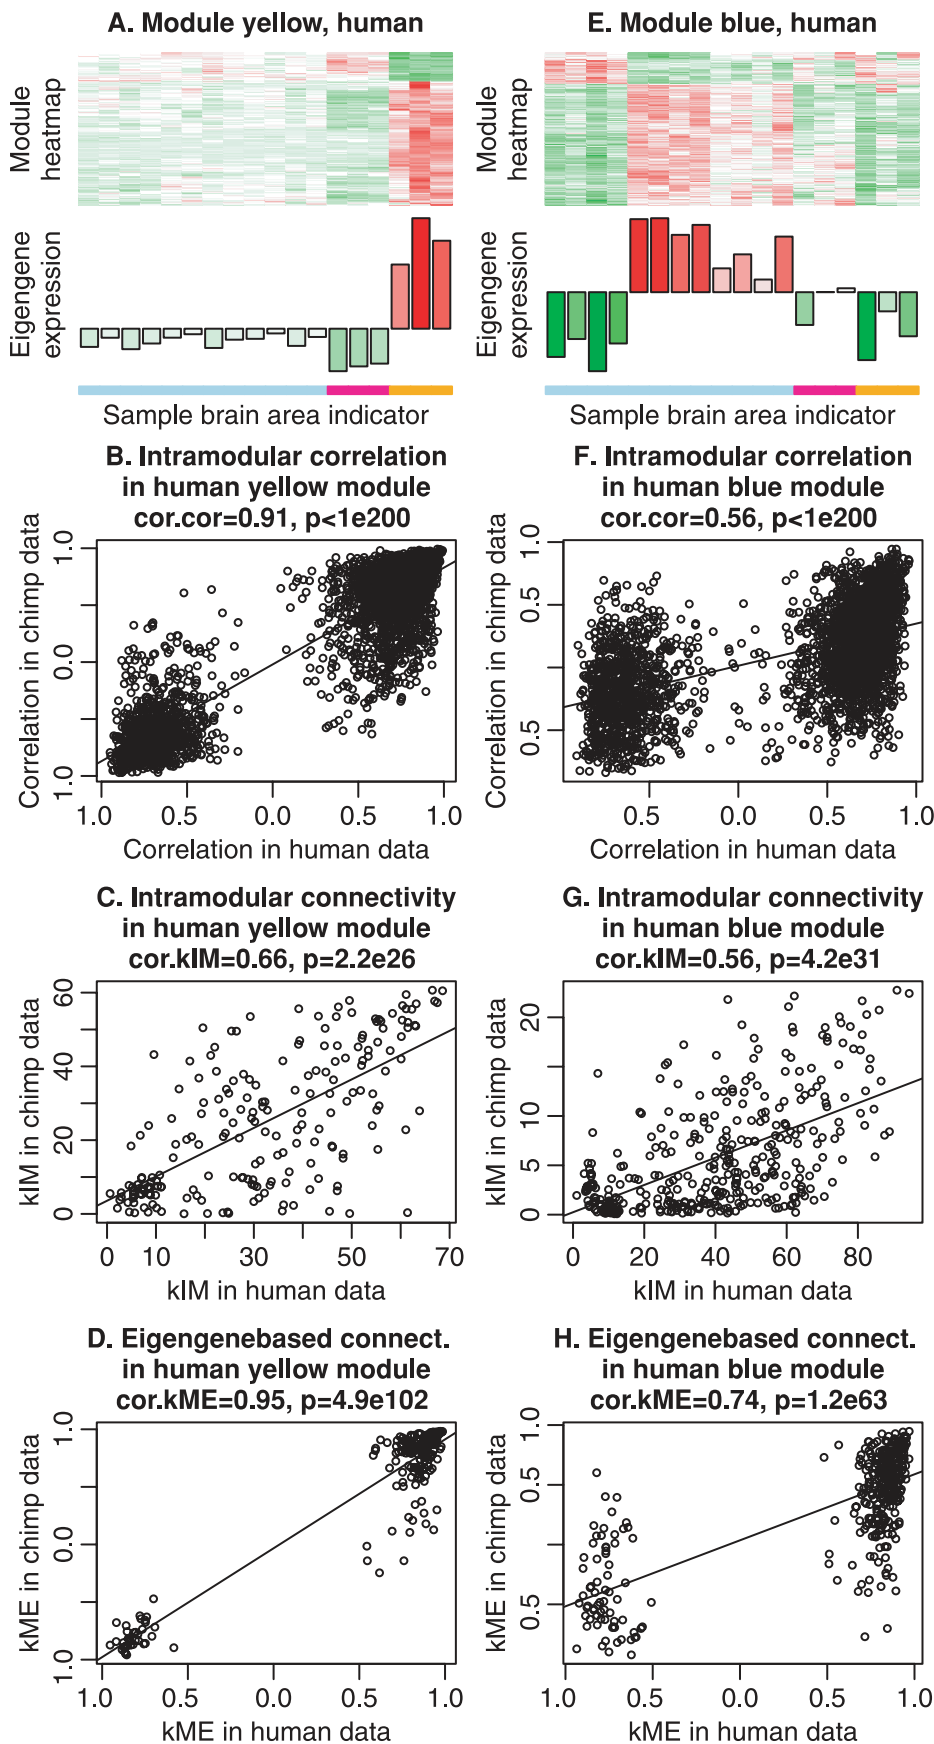 A. Module yellow, human
Module
heatmap
Eigengene
expression
Sample brain area indicator
B. Intramodular correlation
in human yellow module
cor.cor=0.91, p<1e200
Correlation in chimp data
1.0
0.0
1.0
1.0 0.5 0.0 0.5 1.0
Correlation in human data
C. Intramodular connectivity
in human yellow module
cor.kIM=0.66, p=2.2e26
kIM in chimp data
60
40
20
0
0 10 30 50 70
kIM in human data
D. Eigengenebased connect.
in human yellow module
cor.kME=0.95, p=4.9e102
kME in chimp data
1.0
0.0
1.0
1.0 0.5 0.0 0.5 1.0
kME in human data
E. Module blue, human
Module
heatmap
Eigengene
expression
Sample brain area indicator
F. Intramodular correlation
in human blue module
cor.cor=0.56, p<1e200
Correlation in chimp data
1.0
0.5
0.5
0.5 0.0 0.5 1.0
Correlation in human data
G. Intramodular connectivity
in human blue module
cor.kIM=0.56, p=4.2e31
kIM in chimp data
20
10
5
0
0 20 40 60 80
kIM in human data
H. Eigengenebased connect.
in human blue module
cor.kME=0.74, p=1.2e63
kME in chimp data
1.0
0.5
0.5
1.0 0.5 0.0 0.5 1.0
kME in human data